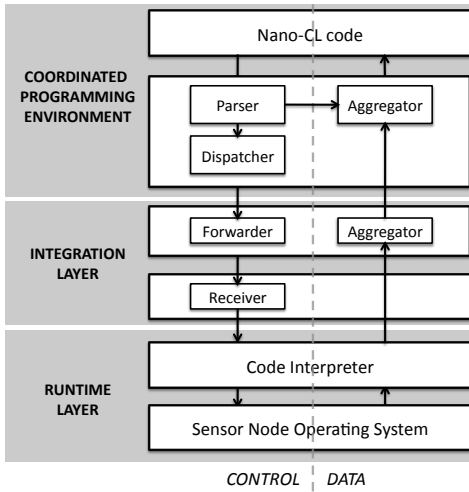 Nano-CL code
COORDINATED
PROGRAMMING
ENVIRONMENT
Parser
Aggregator
Dispatcher
INTEGRATION
LAYER
Forwarder
Aggregator
Receiver
RUNTIME
LAYER
Code Interpreter
Sensor Node Operating System
CONTROL
DATA